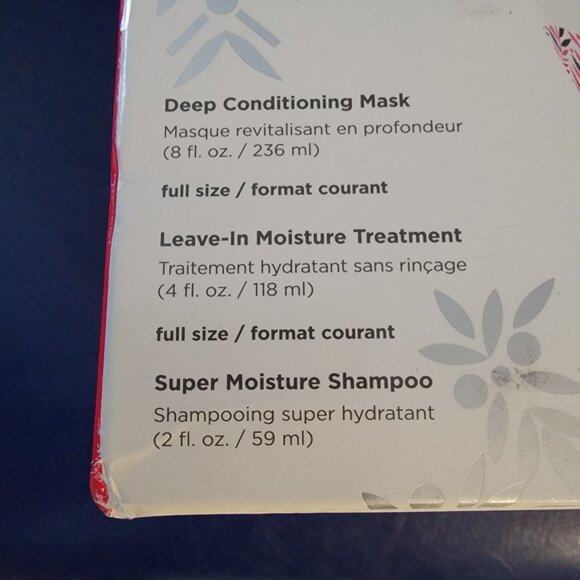 Deep Conditioning Mask
Masque revitalisant en profondeur
(8 fl. oz. / 236 ml)
full size / format courant
Leave-In Moisture Treatment
Traitement hydratant sans rinçage
(4 fl. oz. / 118 ml)
full size / format courant
Super Moisture Shampoo
Shampooing super hydratant
(2 fl. oz. / 59 ml)